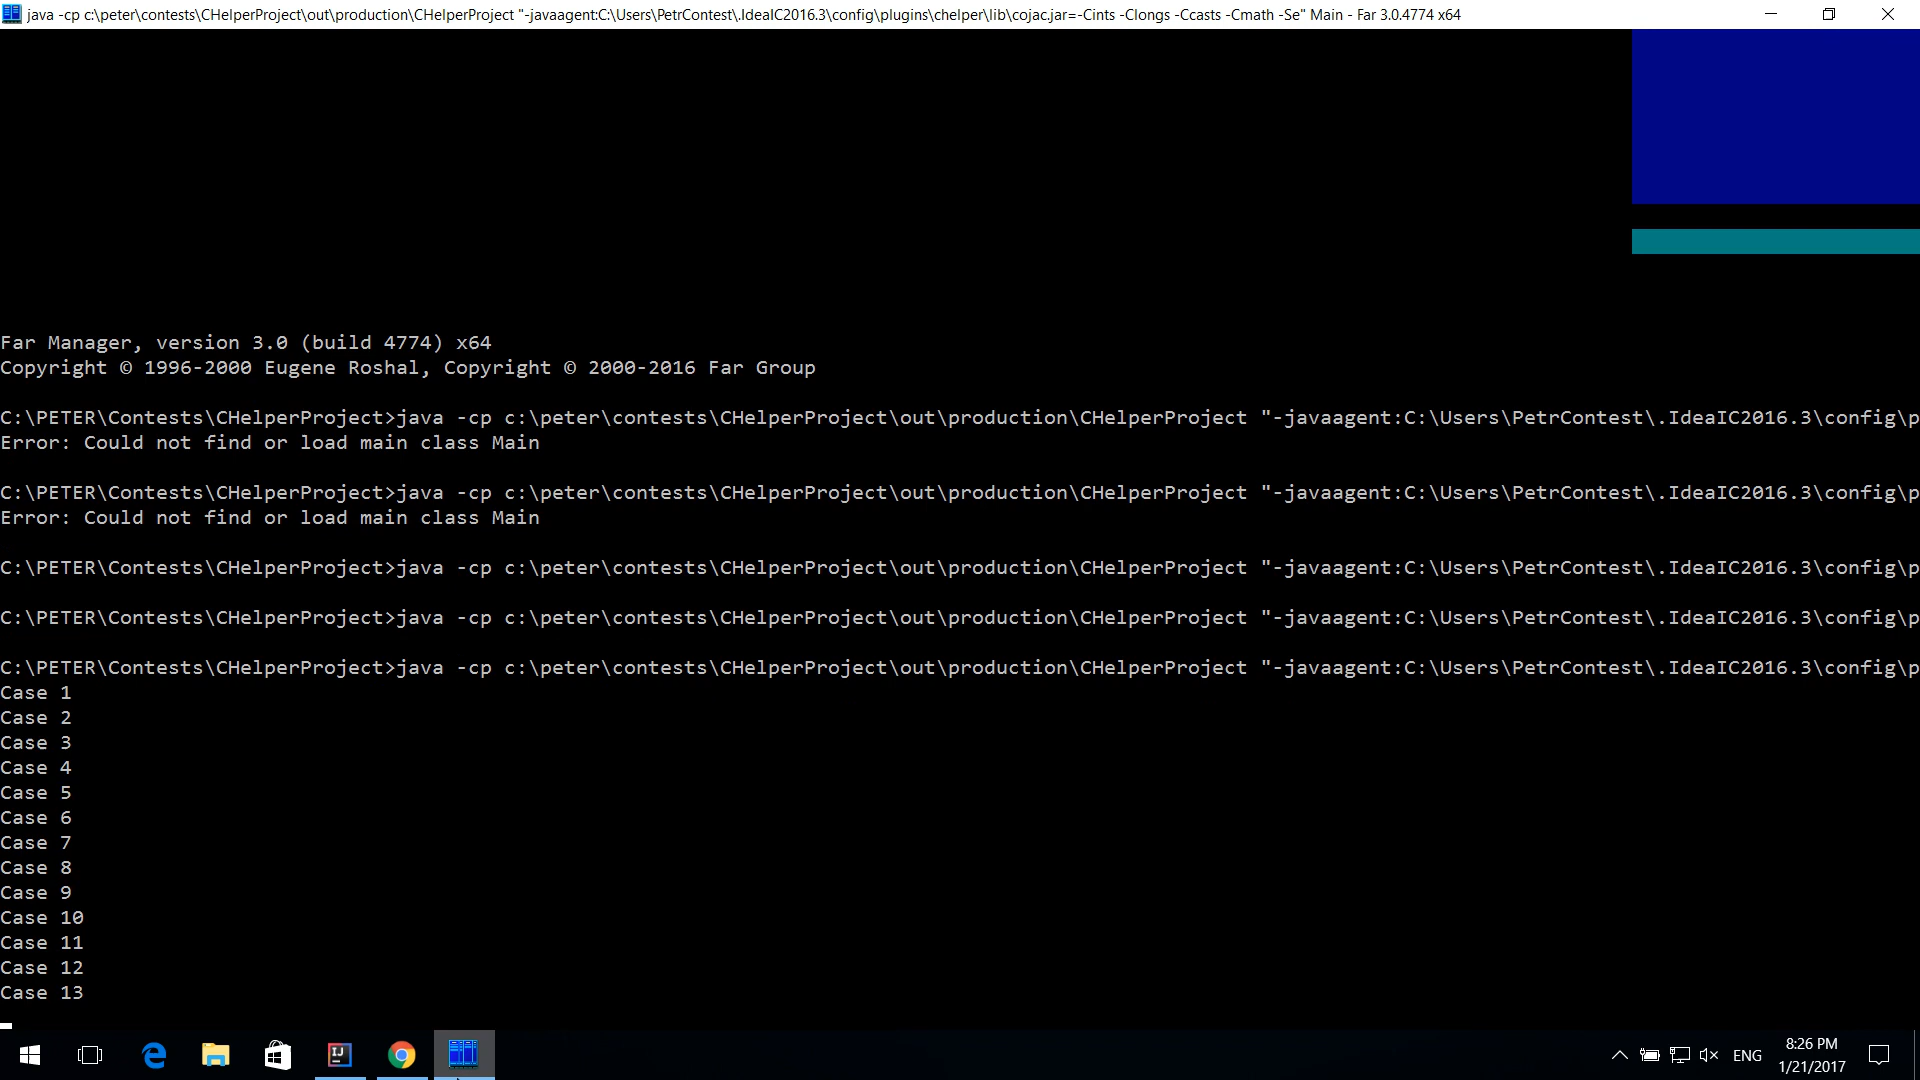 java -cp c:\peter\contests\CHelperProject\out\production\CHelperProject "-javaagent:C:\Users\PetrContest\.IdeaIC2016.3\config\plugins\chelper\lib\cojac.jar=-Cints -Clongs -Ccasts -Cmath -Se" Main - Far 3.0.4774 x64
Far Manager, version 3.0 (build 4774) x64
Copyright © 1996-2000 Eugene Roshal, Copyright © 2000-2016 Far Group
C:\PETER\Contests\CHelperProject>java -cp c:\peter\contests\CHelperProject\out\production\CHelperProject "-javaagent:C:\Users\PetrContest\.IdeaIC2016.3\config\p
Error: Could not find or load main class Main
C:\PETER\Contests\CHelperProject>java -cp c:\peter\contests\CHelperProject\out\production\CHelperProject "-javaagent:C:\Users\PetrContest\.IdeaIC2016.3\config\p
Error: Could not find or load main class Main
C:\PETER\Contests\CHelperProject>java -cp c:\peter\contests\CHelperProject\out\production\CHelperProject "-javaagent:C:\Users\PetrContest\.IdeaIC2016.3\config\p
C:\PETER\Contests\CHelperProject>java -cp c:\peter\contests\CHelperProject\out\production\CHelperProject "-javaagent:C:\Users\PetrContest\.IdeaIC2016.3\config\p
C:\PETER\Contests\CHelperProject>java -cp c:\peter\contests\CHelperProject\out\production\CHelperProject "-javaagent:C:\Users\PetrContest\.IdeaIC2016.3\config\p
Case 1
Case 2
Case 3
Case 4
Case 5
Case 6
Case 7
Case 8
Case 9
Case 10
Case 11
Case 12
Case 13
IJ
ENG
8:26 PM
1/21/2017